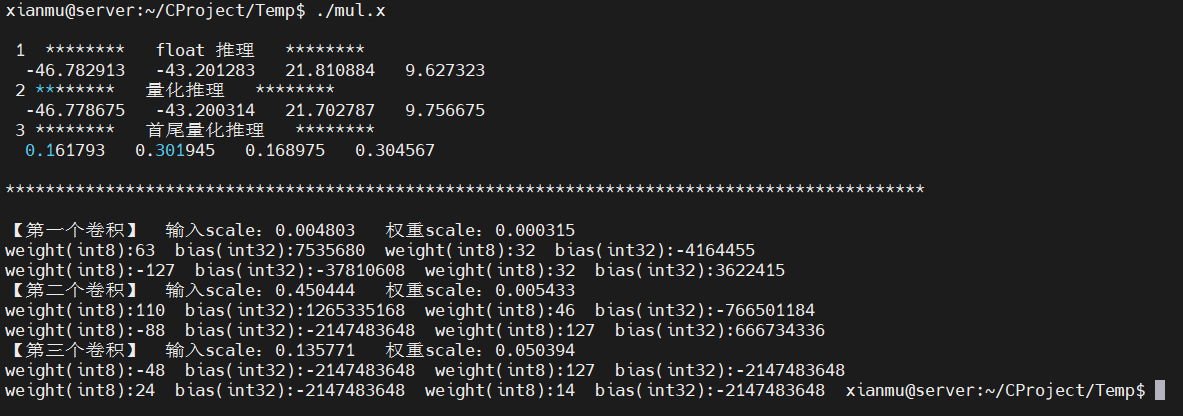 xianmu@server:~/CProject/Temp$ ./mul.x
1 ******** float 推理 ********
-46.782913 -43.201283 21.810884 9.627323
2 ******** 量化推理 ********
-46.778675 -43.200314 21.702787 9.756675
3 ******** 首尾量化推理 ********
0.161793 0.301945 0.168975 0.304567
********************************************************************************************
【第一个卷积】 输入scale：0.004803 权重scale：0.000315
weight(int8):63 bias(int32):7535680 weight(int8):32 bias(int32):-4164455
weight(int8):-127 bias(int32):-37810608 weight(int8):32 bias(int32):3622415
【第二个卷积】 输入scale：0.450444 权重scale：0.005433
weight(int8):110 bias(int32):1265335168 weight(int8):46 bias(int32):-766501184
weight(int8):-88 bias(int32):-2147483648 weight(int8):127 bias(int32):666734336
【第三个卷积】 输入scale：0.135771 权重scale：0.050394
weight(int8):-48 bias(int32):-2147483648 weight(int8):127 bias(int32):-2147483648
weight(int8):24 bias(int32):-2147483648 weight(int8):14 bias(int32):-2147483648 xianmu@server:~/CProject/Temp$